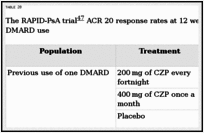 TABLE 28
The RAPID-PsA trial47 ACR 20 response rates at 12 we
DMARD use
Population
Treatment
Previous use of one DMARD
200 mg of CZP every
fortnight
400 mg of CZP once a
month
Placebo